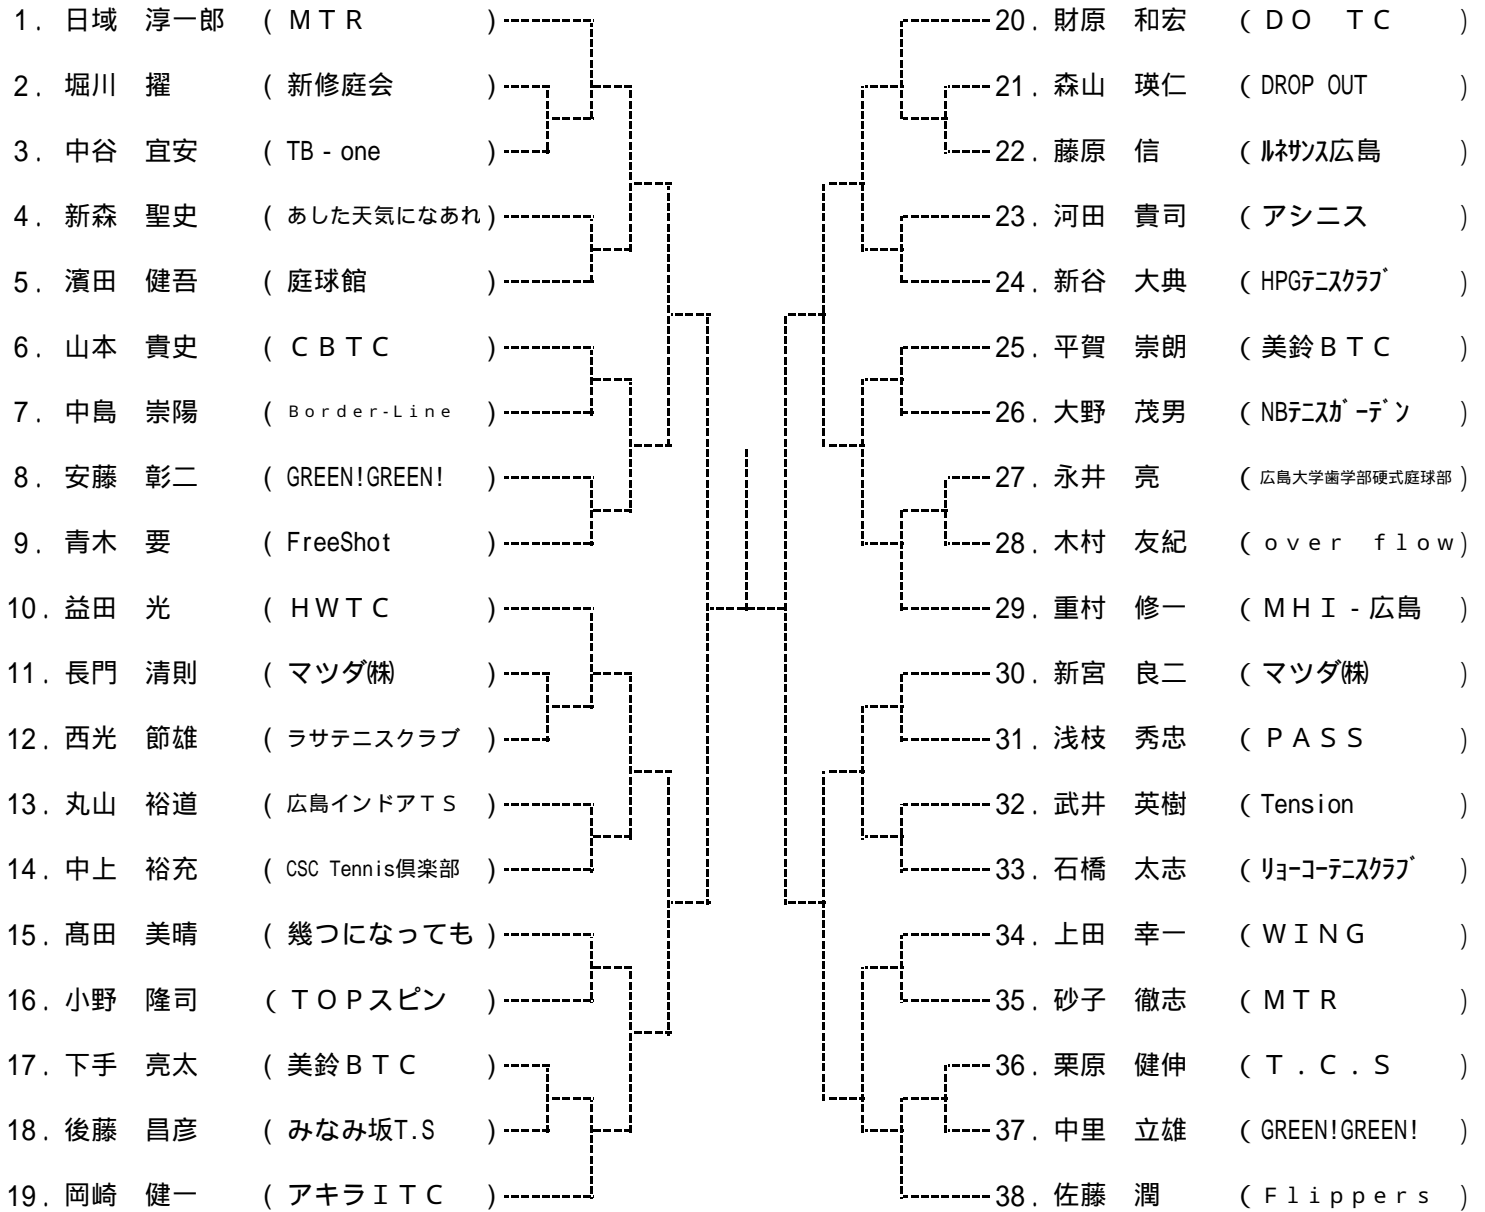 1. 日域 淳一郎 ( ＭＴＲ )
2. 堀川 擢 ( 新修庭会 )
3. 中谷 宜安 ( TB-one )
4. 新森 聖史 ( あした天気になあれ )
5. 濱田 健吾 ( 庭球館 )
6. 山本 貴史 ( ＣＢＴＣ )
7. 中島 崇陽 ( Ｂｏｒｄｅｒ-Ｌｉｎｅ )
8. 安藤 彰二 ( GREEN!GREEN! )
9. 青木 要 ( FreeShot )
10. 益田 光 ( ＨＷＴＣ )
11. 長門 清則 ( マツダ㈱ )
12. 西光 節雄 ( ラサテニスクラブ )
13. 丸山 裕道 ( 広島インドアＴＳ )
14. 中上 裕充 ( CSC Tennis倶楽部 )
15. 髙田 美晴 ( 幾つになっても )
16. 小野 隆司 ( ＴＯＰスピン )
17. 下手 亮太 ( 美鈴ＢＴＣ )
18. 後藤 昌彦 ( みなみ坂T.S )
19. 岡崎 健一 ( アキラＩＴＣ )
20. 財原 和宏 ( ＤＯ ＴＣ )
21. 森山 瑛仁 ( DROP OUT )
22. 藤原 信 ( ﾙﾈｻﾝｽ広島 )
23. 河田 貴司 ( アシニス )
24. 新谷 大典 ( HPGﾃﾆｽｸﾗﾌﾞ )
25. 平賀 崇朗 ( 美鈴ＢＴＣ )
26. 大野 茂男 ( NBﾃﾆｽｶﾞｰﾃﾞﾝ )
27. 永井 亮 ( 広島大学歯学部硬式庭球部 )
28. 木村 友紀 ( ｏｖｅｒ ｆｌｏｗ )
29. 重村 修一 ( ＭＨＩ-広島 )
30. 新宮 良二 ( マツダ㈱ )
31. 浅枝 秀忠 ( ＰＡＳＳ )
32. 武井 英樹 ( Tension )
33. 石橋 太志 ( ﾘｮｰｺｰﾃﾆｽｸﾗﾌﾞ )
34. 上田 幸一 ( ＷＩＮＧ )
35. 砂子 徹志 ( ＭＴＲ )
36. 栗原 健伸 ( Ｔ.Ｃ.Ｓ )
37. 中里 立雄 ( GREEN!GREEN! )
38. 佐藤 潤 ( Ｆｌｉｐｐｅｒｓ )